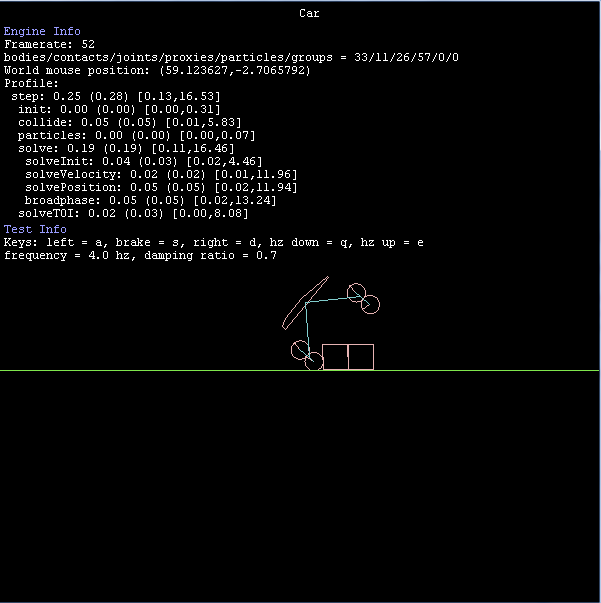 Car
Engine Info
Framerate: 52
bodies/contacts/joints/proxies/particles/groups = 33/11/26/57/0/0
World mouse position: (59.123627,-2.7065792)
Profile:
step: 0.25 (0.28) [0.13,16.53]
init: 0.00 (0.00) [0.00,0.31]
collide: 0.05 (0.05) [0.01,5.83]
particles: 0.00 (0.00) [0.00,0.07]
solve: 0.19 (0.19) [0.11,16.46]
solveInit: 0.04 (0.03) [0.02,4.46]
solveVelocity: 0.02 (0.02) [0.01,11.96]
solvePosition: 0.05 (0.05) [0.02,11.94]
broadphase: 0.05 (0.05) [0.02,13.24]
solveTOI: 0.02 (0.03) [0.00,8.08]
Test Info
Keys: left = a, brake = s, right = d, hz down = q, hz up = e
frequency = 4.0 hz, damping ratio = 0.7